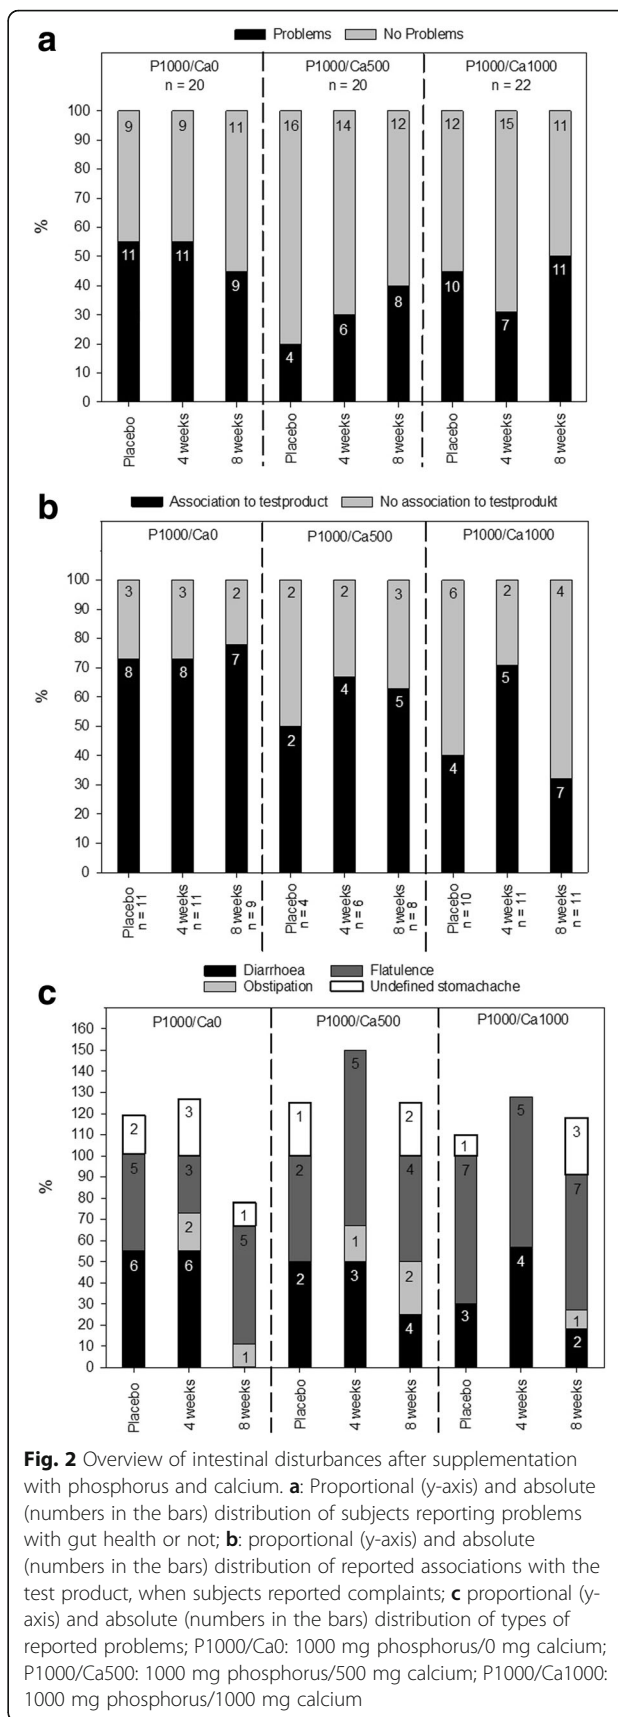 a
Problems No Problems
P1000/Ca0 P1000/Ca500 P1000/Ca1000
n = 20 n = 20 n = 22
100
90
80
70
60
50
40
30
20
10
0
%
9 9 11 16 14 12 12 15 11
11 11 9 4 6 8 10 7 11
Placebo 4 weeks 8 weeks Placebo 4 weeks 8 weeks Placebo 4 weeks 8 weeks
b
Association to testproduct No association to testprodukt
P1000/Ca0 P1000/Ca500 P1000/Ca1000
100
90
80
70
60
50
40
30
20
10
0
%
3 3 2 2 2 3 6 2 4
8 8 7 2 4 5 4 5 7
Placebo n = 11
4 weeks n = 11
8 weeks n = 9
Placebo n = 4
4 weeks n = 6
8 weeks n = 8
Placebo n = 10
4 weeks n = 11
8 weeks n = 11
c
Diarrhoea Flatulence
Obstipation Undefined stomachache
P1000/Ca0 P1000/Ca500 P1000/Ca1000
160
150
140
130
120
110
100
90
80
70
60
50
40
30
20
10
0
%
2 5 6
3 3 2 6
1 5 1
1 2 2
5 1 3
2 4 2 4
1 7 3
5 4
3 7 1 2
Placebo 4 weeks 8 weeks Placebo 4 weeks 8 weeks Placebo 4 weeks 8 weeks
Fig. 2 Overview of intestinal disturbances after supplementation
with phosphorus and calcium. a: Proportional (y-axis) and absolute
(numbers in the bars) distribution of subjects reporting problems
with gut health or not; b: proportional (y-axis) and absolute
(numbers in the bars) distribution of reported associations with the
test product, when subjects reported complaints; c proportional (y-
axis) and absolute (numbers in the bars) distribution of types of
reported problems; P1000/Ca0: 1000 mg phosphorus/0 mg calcium;
P1000/Ca500: 1000 mg phosphorus/500 mg calcium; P1000/Ca1000:
1000 mg phosphorus/1000 mg calcium